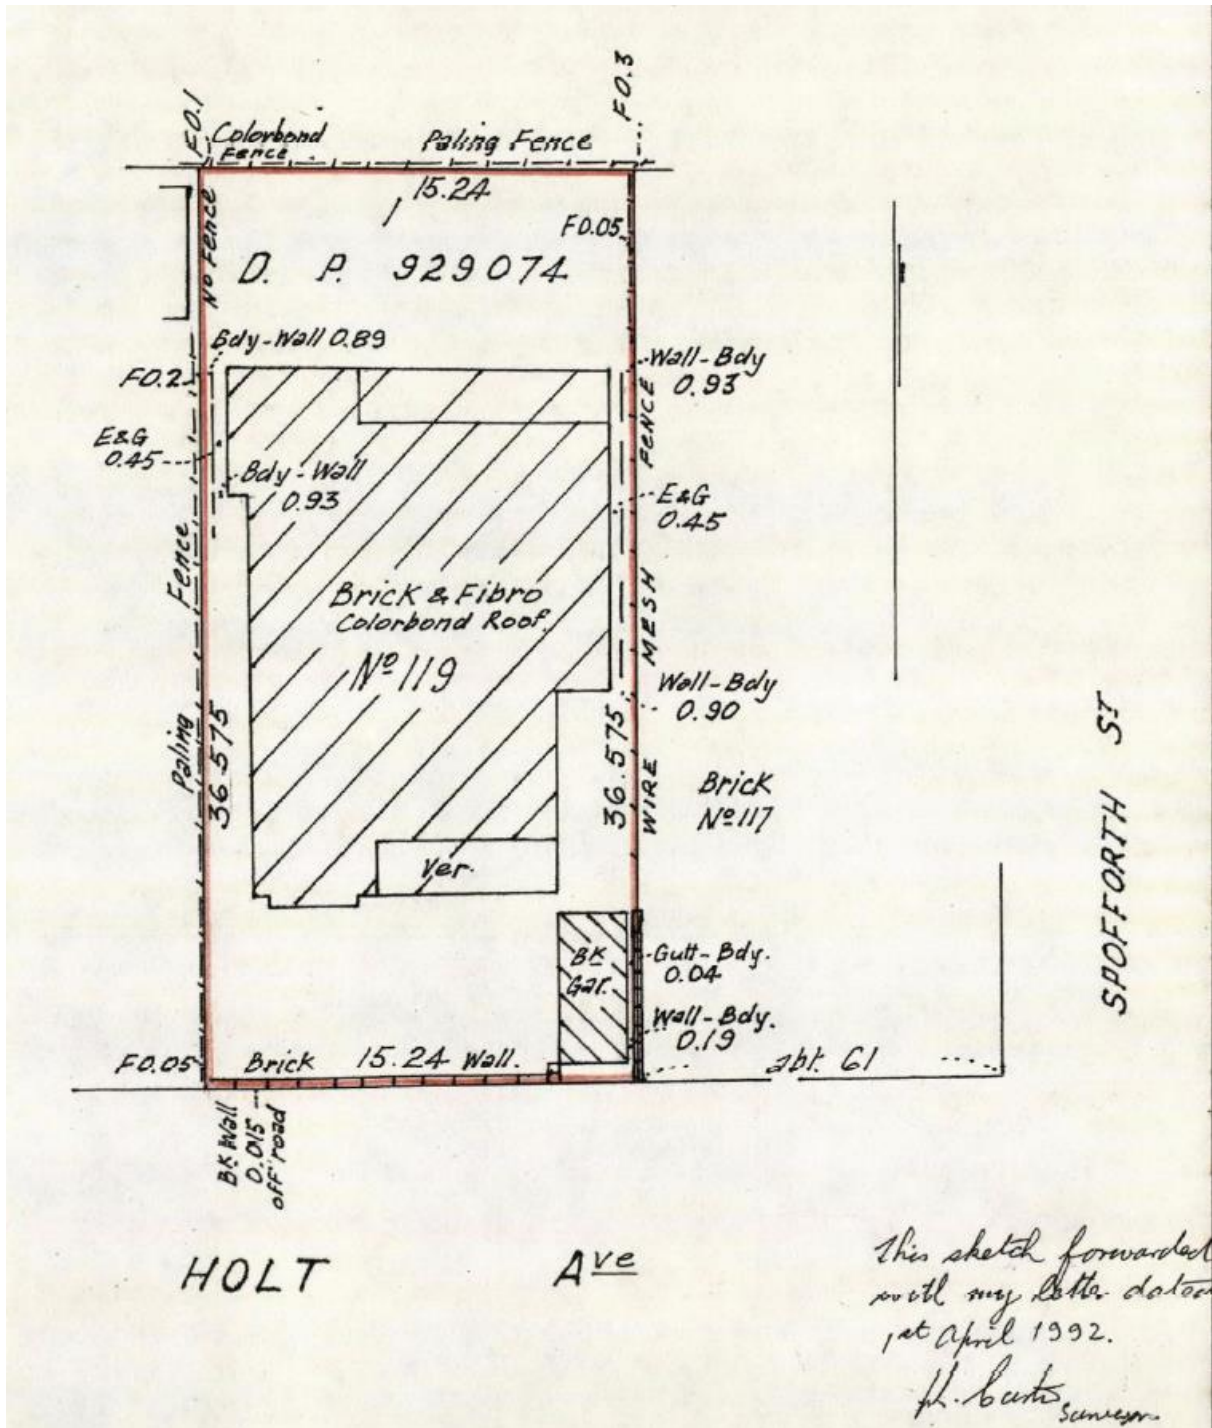 F0.1
F0.3
Colorbond
Fence
Paling Fence
15.24
1
NO Fence
F0.05
D. P. 929074
Bdy-Wall 0.89
F0.2
Wall-Bdy
0.93
E&G
0.45
Bdy-Wall
0.93
E&G
0.45
Paling Fence
WIRE MESH FENCE
Brick & Fibro
Colorbond Roof.
Nº 119
36.575
36.575
Wall-Bdy
0.90
Brick
Nº117
SPOFFORTH ST
Ver.
BK
Gar.
Gutt-Bdy.
0.04
Wall-Bdy.
0.19
F0.05
Brick 15.24 Wall.
abt. 61
BK Wall
0.015
off road
HOLT Ave
This sketch forwarded
with my letter dated
1st April 1992.
Surveyor